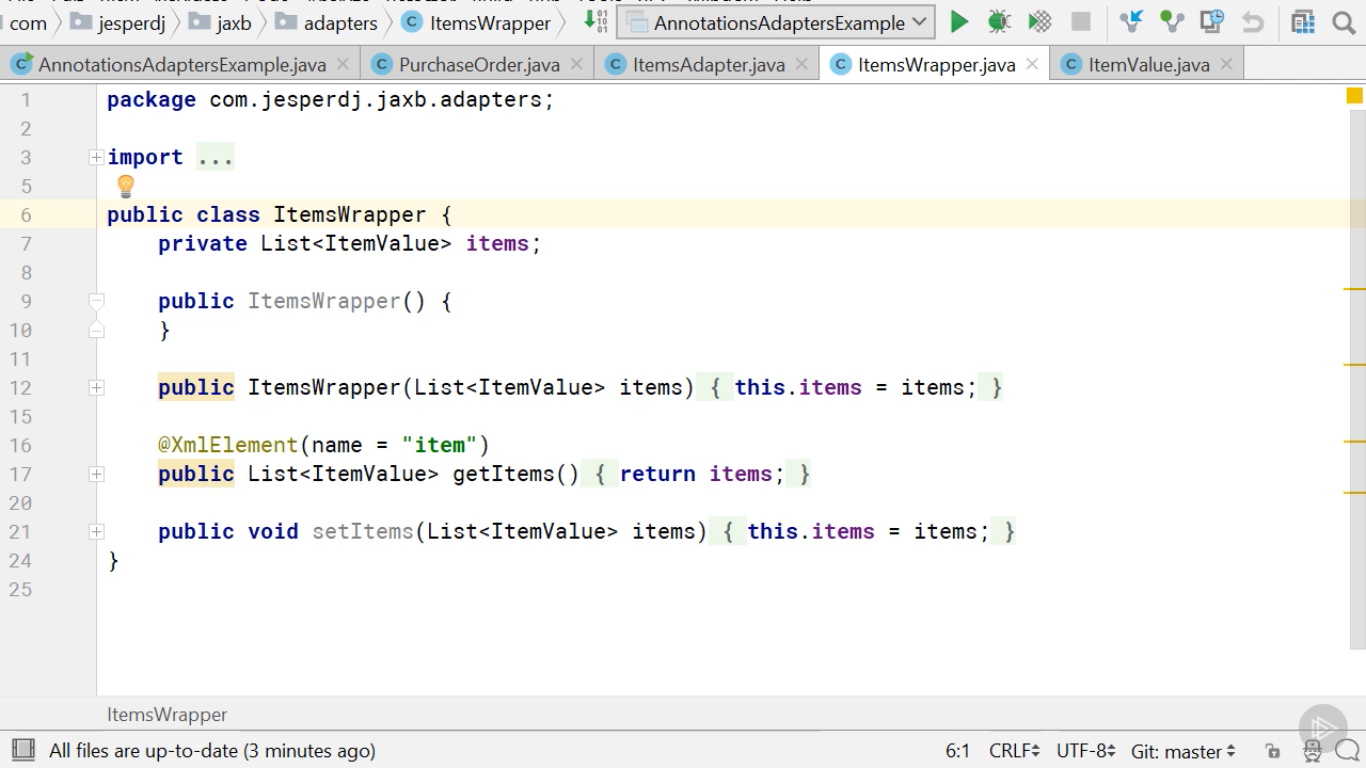 com jesperdj jaxb adapters ItemsWrapper AnnotationsAdaptersExample
AnnotationsAdaptersExample.java PurchaseOrder.java ItemsAdapter.java ItemsWrapper.java ItemValue.java
1 package com.jesperdj.jaxb.adapters;
2
3 import ...
5
6 public class ItemsWrapper {
7 private List<ItemValue> items;
8
9 public ItemsWrapper() {
10 }
11
12 public ItemsWrapper(List<ItemValue> items) { this.items = items; }
15
16 @XmlElement(name = "item")
17 public List<ItemValue> getItems() { return items; }
20
21 public void setItems(List<ItemValue> items) { this.items = items; }
24 }
25
ItemsWrapper
All files are up-to-date (3 minutes ago) 6:1 CRLF UTF-8 Git: master